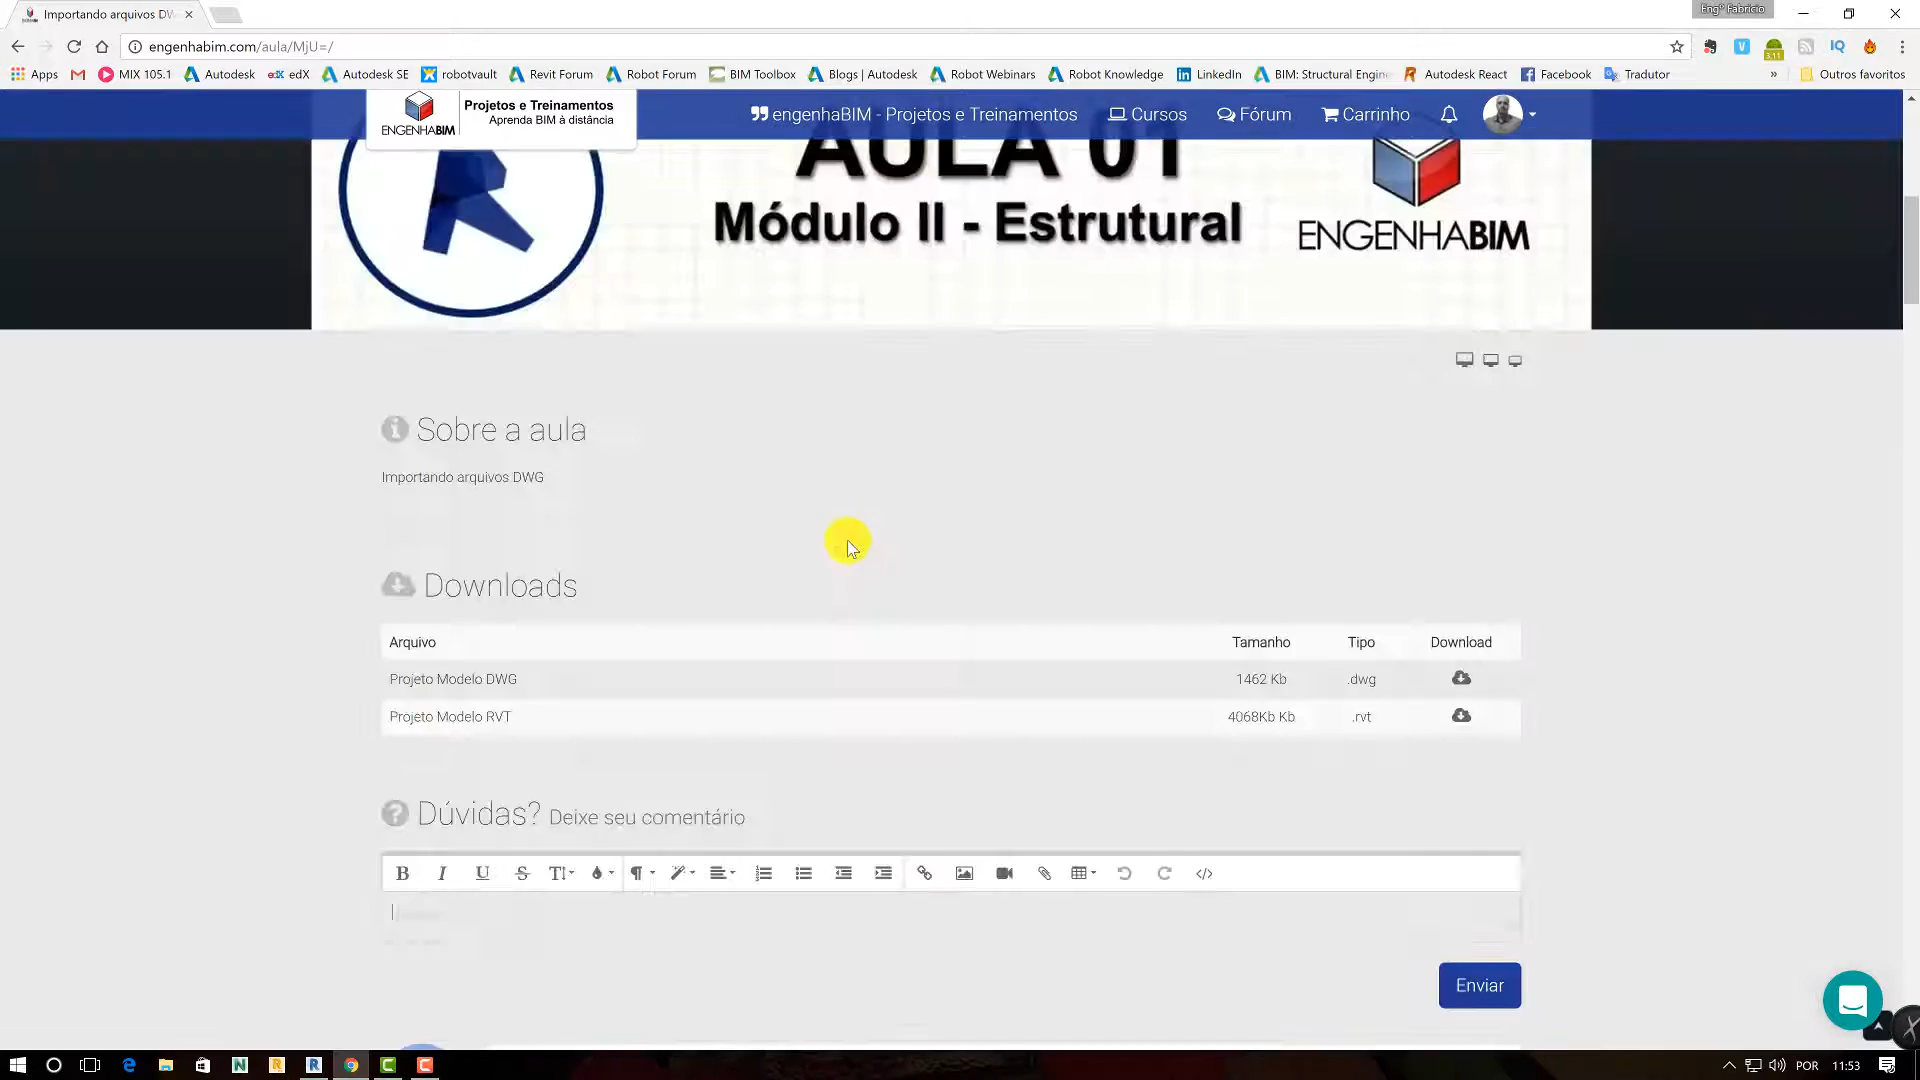 Importando arquivos DW
Eng° Fabricio
engenhabim.com/aula/MjU=/
Apps
MIX 105.1
Autodesk
edX
Autodesk SE
robotvault
Revit Forum
Robot Forum
BIM Toolbox
Blogs | Autodesk
Robot Webinars
Robot Knowledge
LinkedIn
BIM: Structural Engine
Autodesk React
Facebook
Tradutor
»
Outros favoritos
ENGENHABIM
Projetos e Treinamentos
Aprenda BIM à distância
engenhaBIM - Projetos e Treinamentos
Cursos
Fórum
Carrinho
AULA 01
Módulo II - Estrutural
ENGENHABIM
Sobre a aula
Importando arquivos DWG
Downloads
Arquivo Tamanho Tipo Download
Projeto Modelo DWG 1462 Kb .dwg
Projeto Modelo RVT 4068Kb Kb .rvt
Dúvidas? Deixe seu comentário
Enviar
POR 11:53